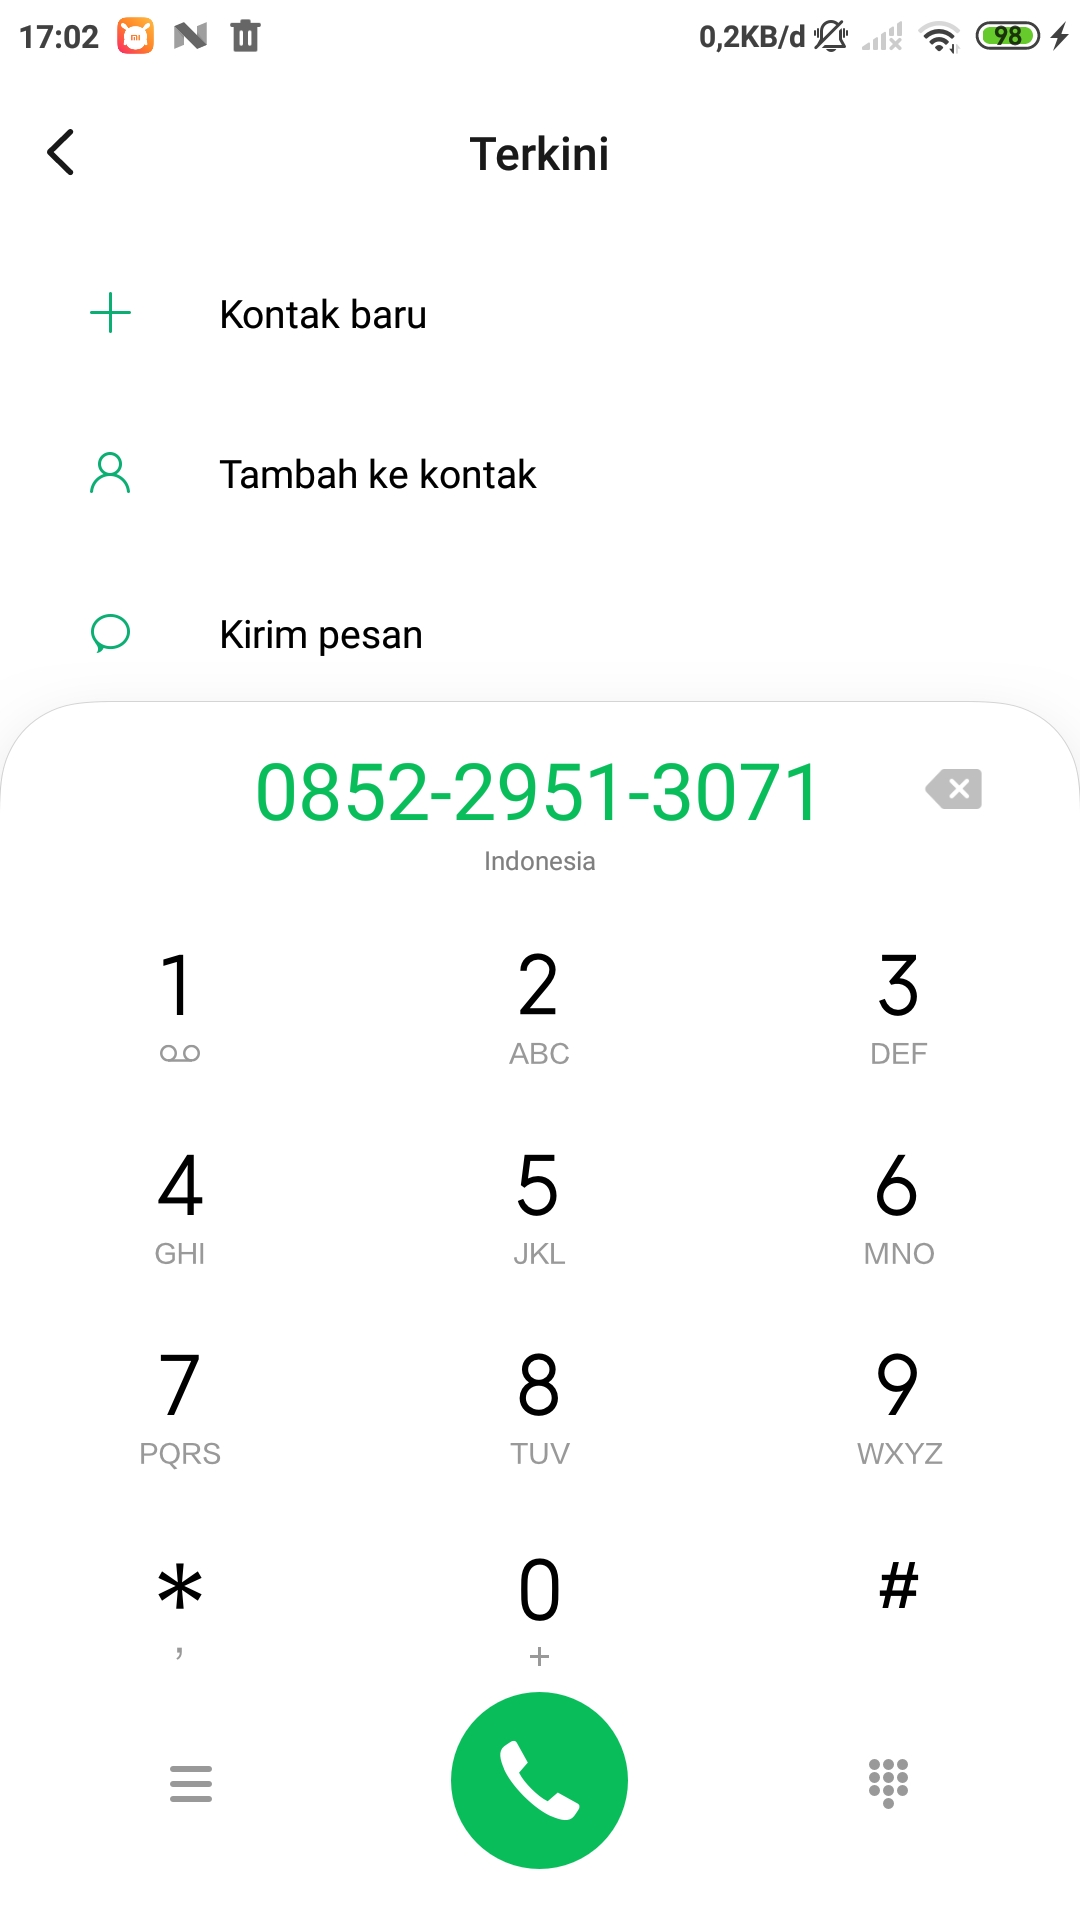 17:02 0,2KB/d 98
Terkini
Kontak baru
Tambah ke kontak
Kirim pesan
0852-2951-3071
Indonesia
1 2 3
ABC DEF
4 5 6
GHI JKL MNO
7 8 9
PQRS TUV WXYZ
* 0 #
, +